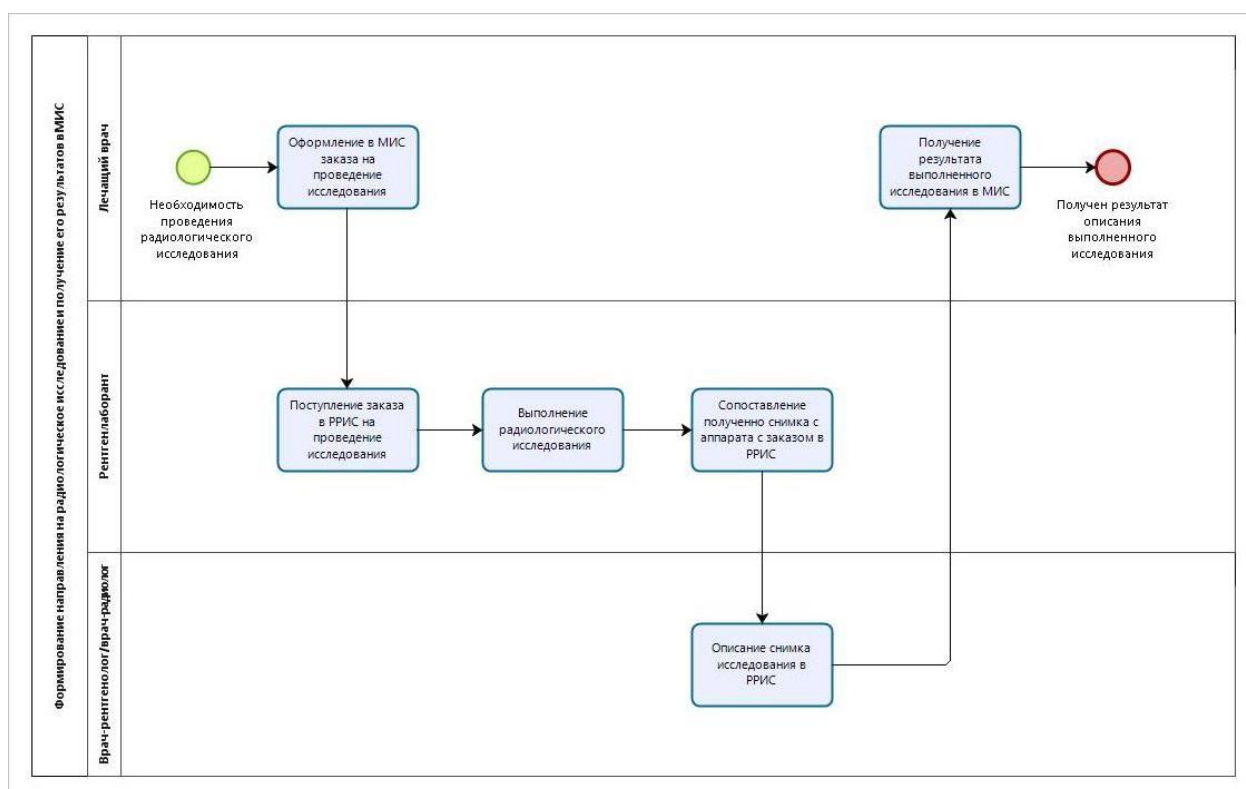 Формирование направления на радиологическое исследование и получение его результатов в МИС
Лечащий врач
Необходимость
проведения
радиологического
исследования
Оформление в МИС
заказа на
проведение
исследования
Получение
результата
выполненного
исследования в МИС
Получен результат
описания
выполненного
исследования
Рентгенлаборант
Поступление заказа
в РРИС на
проведение
исследования
Выполнение
радиологического
исследования
Сопоставление
полученно снимка с
аппарата с заказом в
РРИС
Врач-рентгенолог/врач-радиолог
Описание снимка
исследования в
РРИС